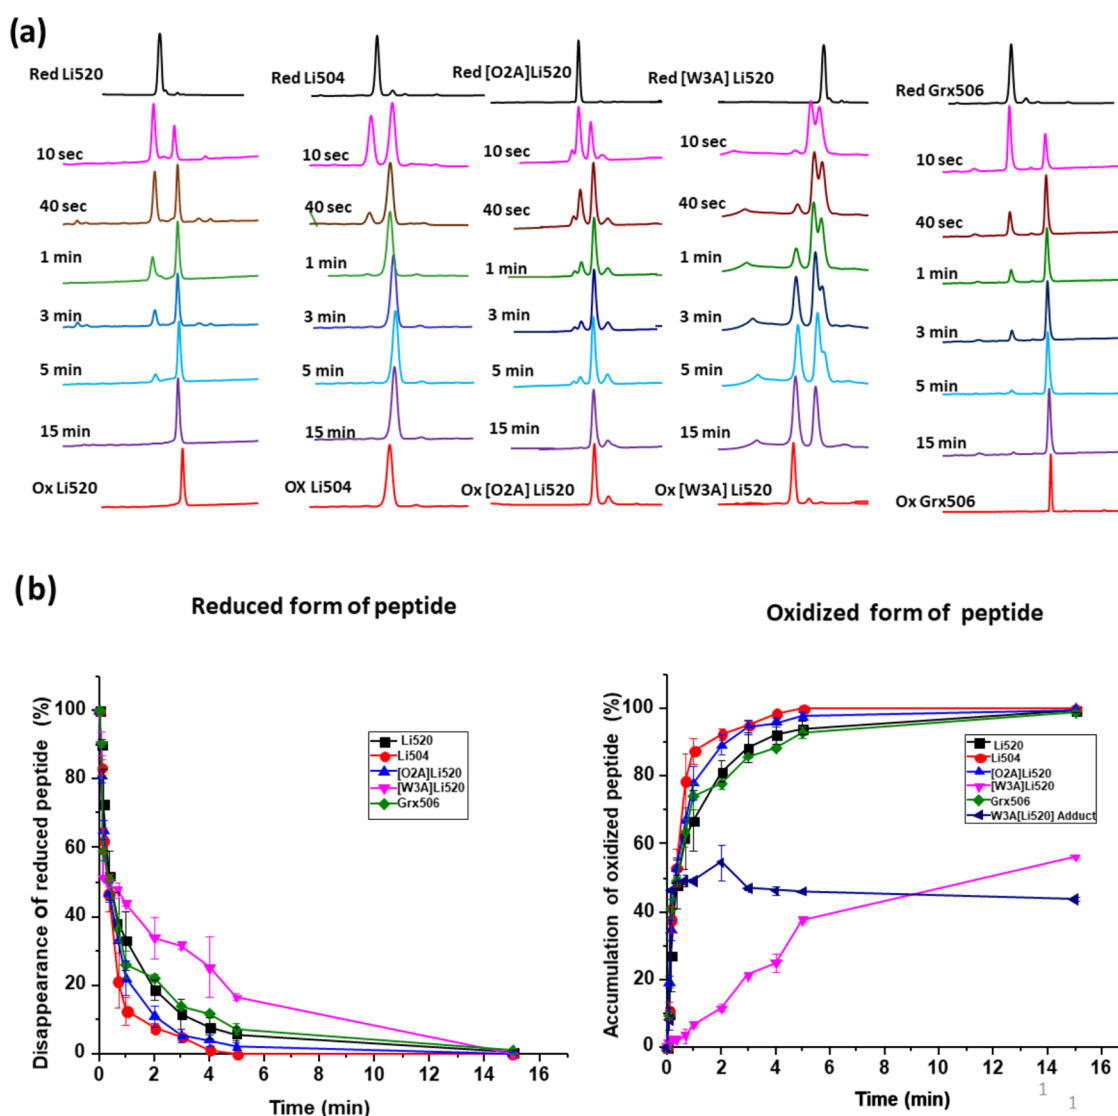 (a)
Red Li520
10 sec
40 sec
1 min
3 min
5 min
15 min
Ox Li520
Red Li504
10 sec
40 sec
1 min
3 min
5 min
15 min
OX Li504
Red [O2A]Li520
10 sec
40 sec
1 min
3 min
5 min
15 min
Ox [O2A] Li520
Red [W3A] Li520
10 sec
40 sec
1 min
3 min
5 min
15 min
Ox [W3A] Li520
Red Grx506
10 sec
40 sec
1 min
3 min
5 min
15 min
Ox Grx506
(b)
Reduced form of peptide
Disappearance of reduced peptide (%)
100
80
60
40
20
0
0 2 4 6 8 10 12 14 16
Time (min)
Li520
Li504
[O2A]Li520
[W3A]Li520
Grx506
Oxidized form of peptide
Accumulation of oxidized peptide (%)
100
80
60
40
20
0
0 2 4 6 8 10 12 14 16
Time (min)
Li520
Li504
[O2A]Li520
[W3A]Li520
Grx506
W3A[Li520] Adduct
1
1